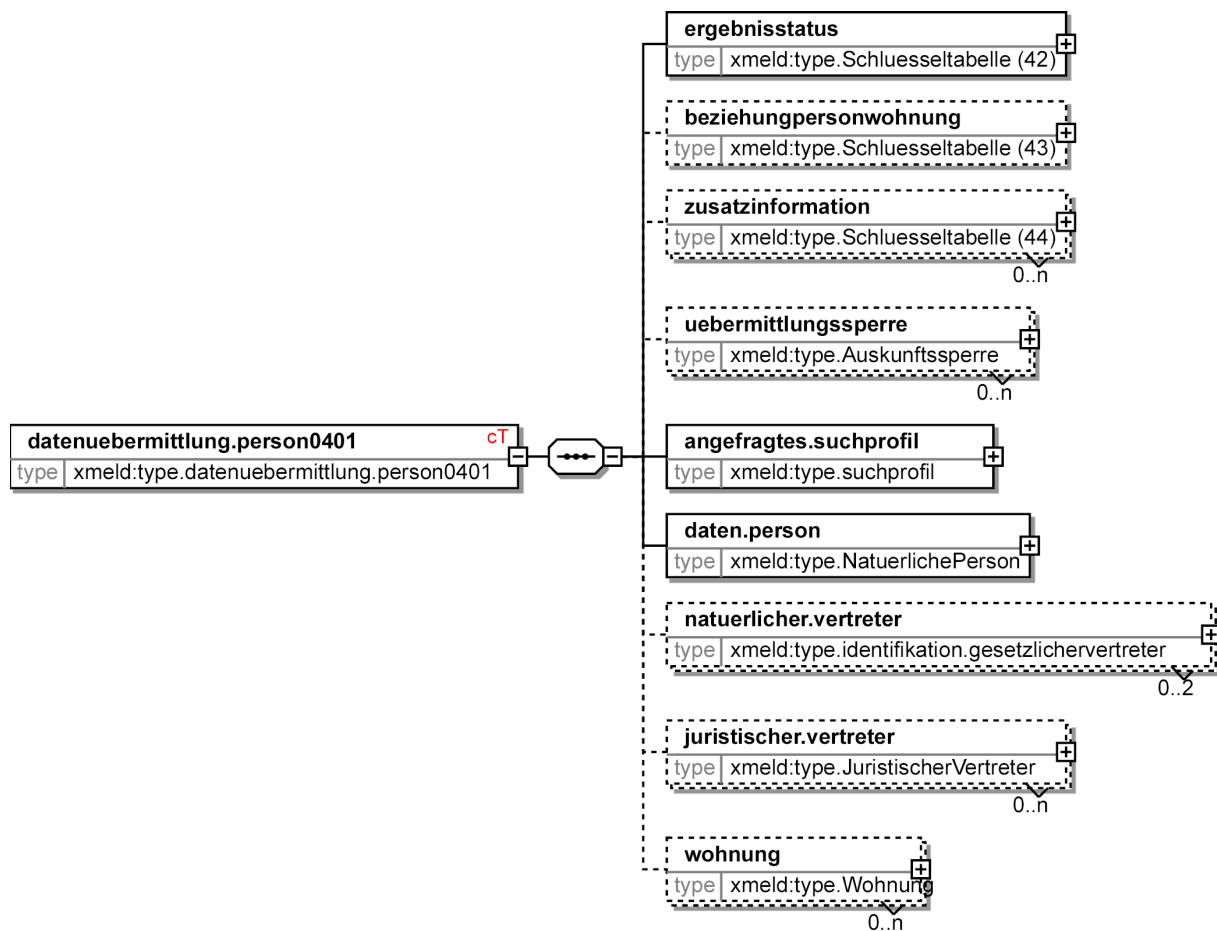 ergebnisstatus
type xmeld:type.Schluesseltabelle (42)
beziehungpersonwohnung
type xmeld:type.Schluesseltabelle (43)
zusatzinformation
type xmeld:type.Schluesseltabelle (44)
0..n
uebermittlungssperre
type xmeld:type.Auskunftssperre
0..n
datenuebermittlung.person0401 cT
type xmeld:type.datenuebermittlung.person0401
angefragtes.suchprofil
type xmeld:type.suchprofil
daten.person
type xmeld:type.NatuerlichePerson
natuerlicher.vertreter
type xmeld:type.identifikation.gesetzlichervertreter
0..2
juristischer.vertreter
type xmeld:type.JuristischerVertreter
0..n
wohnung
type xmeld:type.Wohnung
0..n